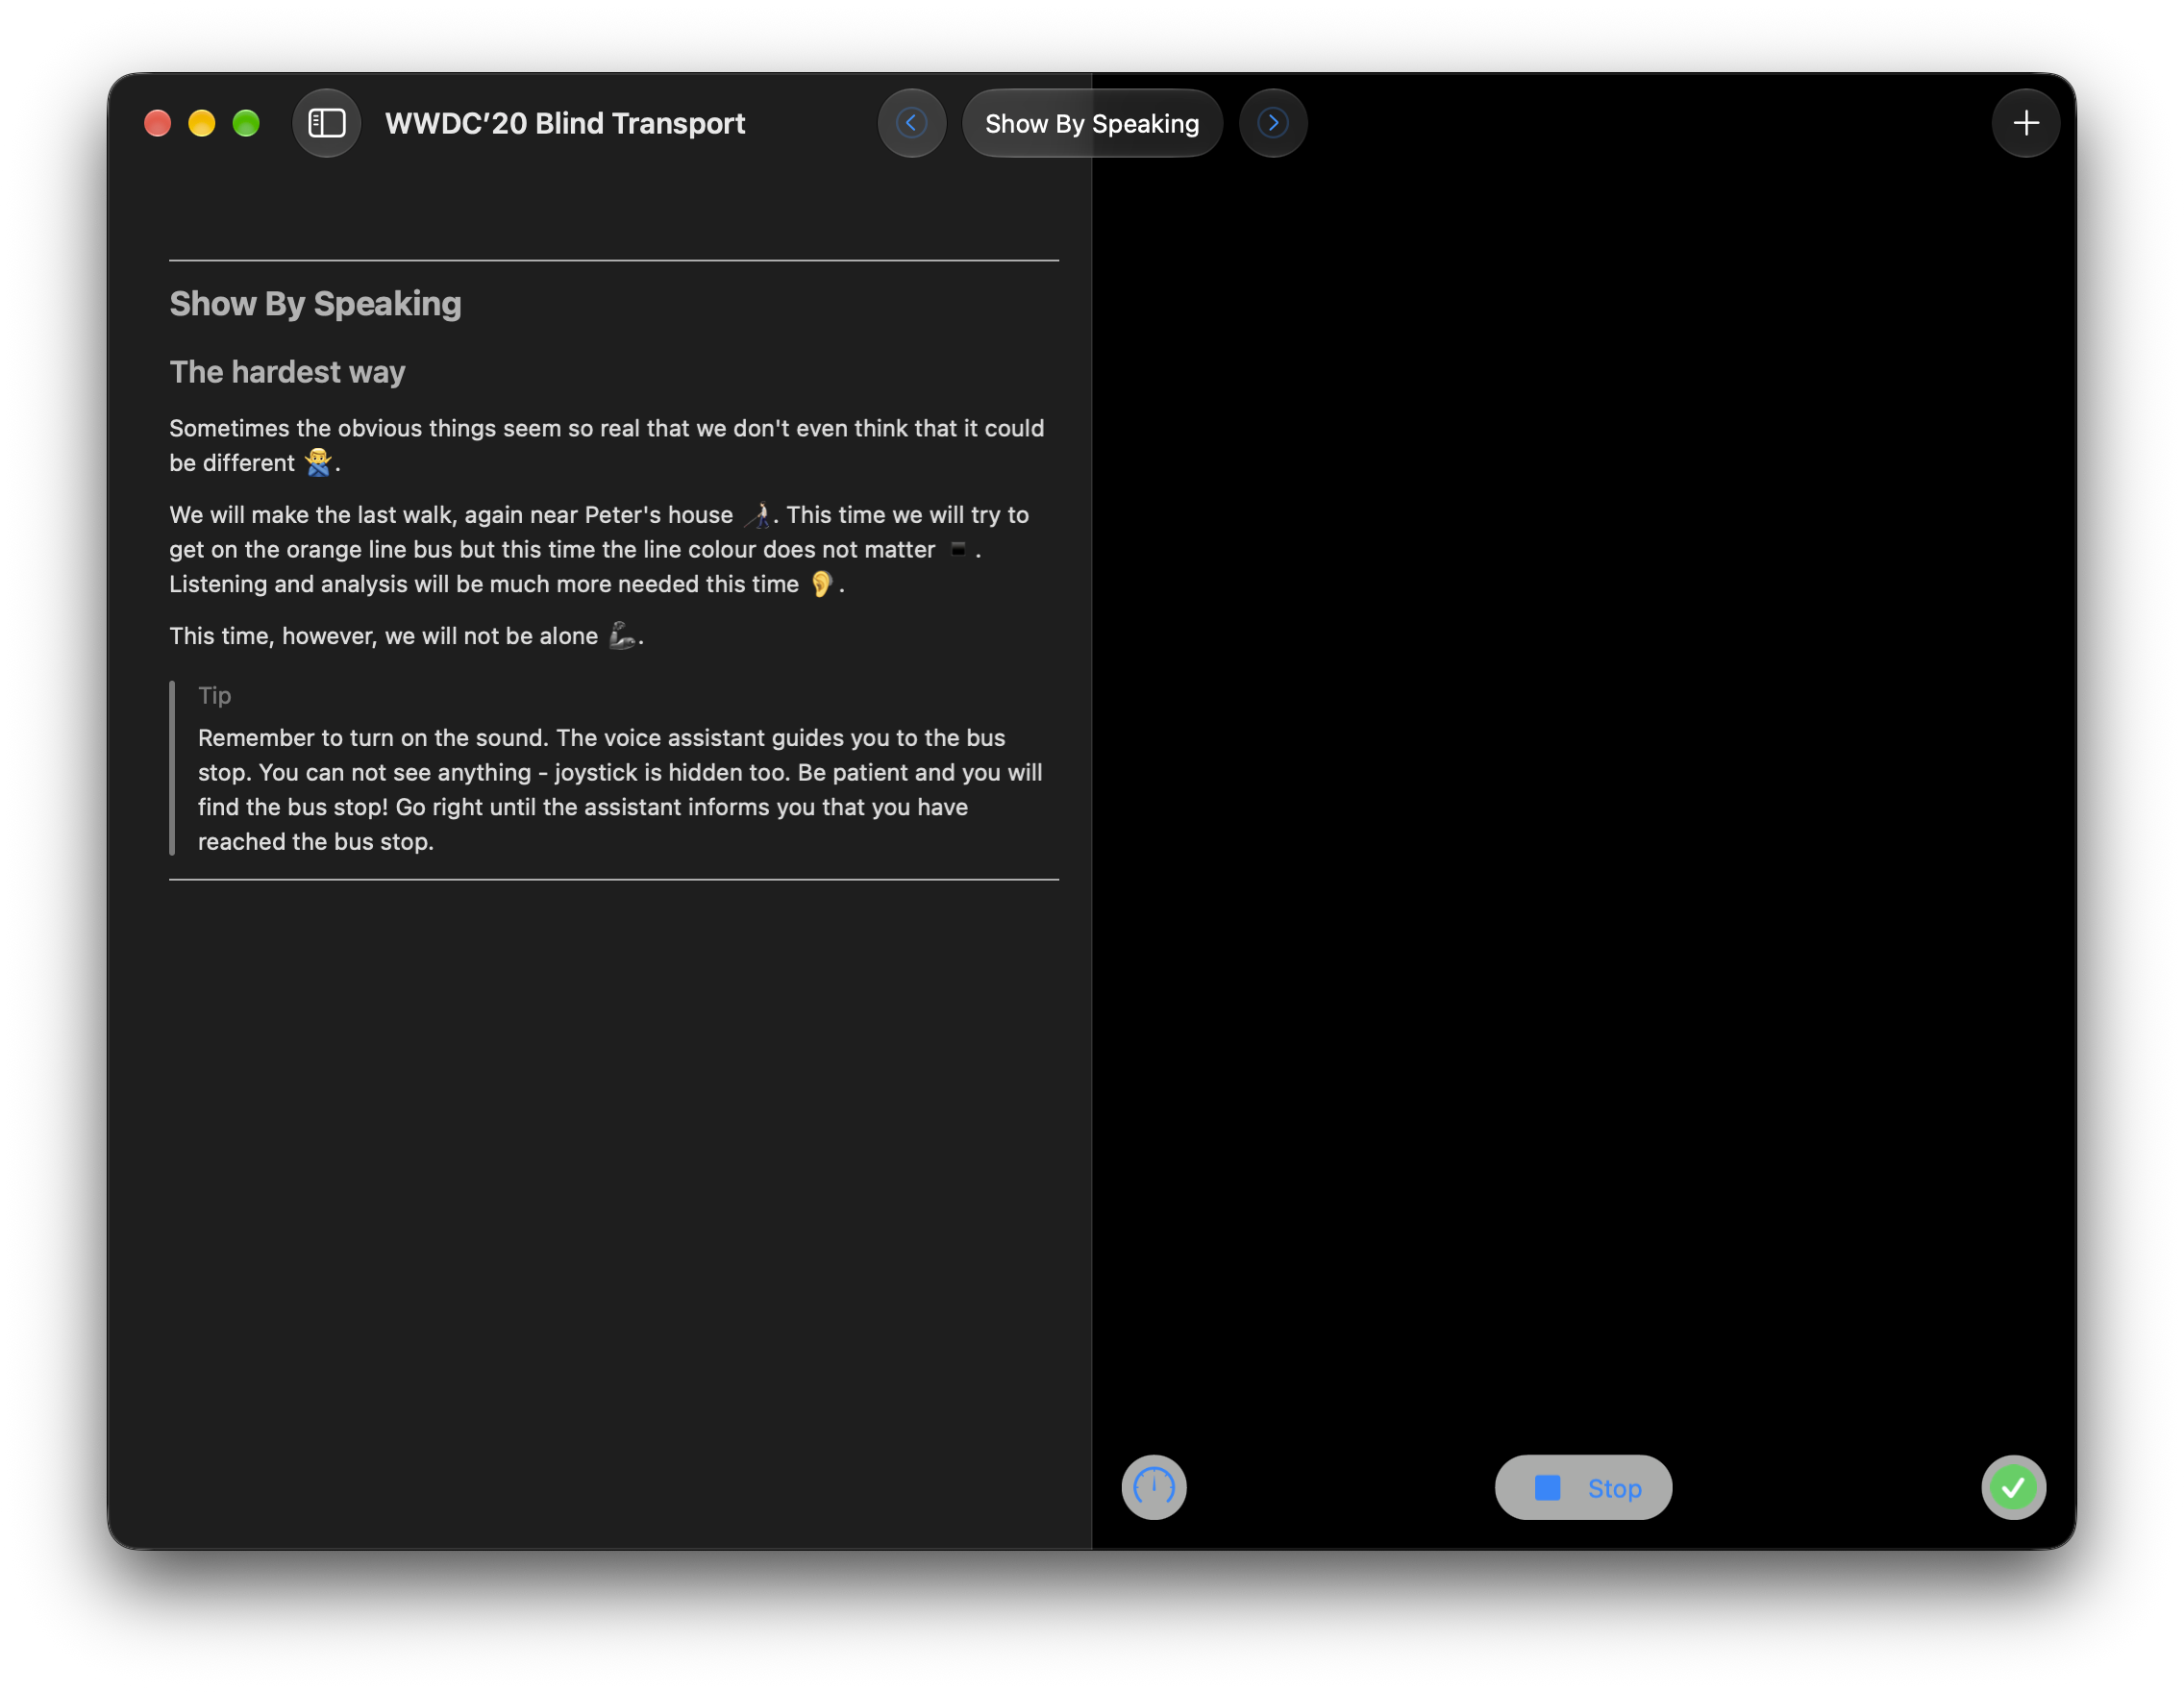 WWDC’20 Blind Transport
Show By Speaking
Show By Speaking
The hardest way
Sometimes the obvious things seem so real that we don't even think that it could
be different 🙅‍♂️.
We will make the last walk, again near Peter's house 👨🏻‍🦯. This time we will try to
get on the orange line bus but this time the line colour does not matter ◾️.
Listening and analysis will be much more needed this time 👂.
This time, however, we will not be alone 🦾.
Tip
Remember to turn on the sound. The voice assistant guides you to the bus
stop. You can not see anything - joystick is hidden too. Be patient and you will
find the bus stop! Go right until the assistant informs you that you have
reached the bus stop.
Stop